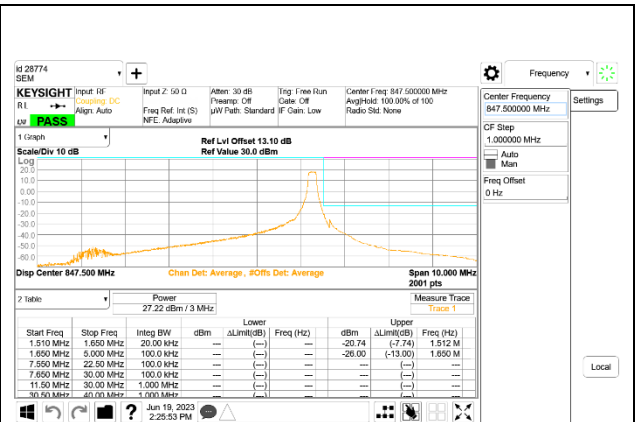 id 28774
SEM
Frequency
KEYSIGHT Input: RF Input Z: 50 Ω Atten: 30 dB Trig: Free Run Center Freq: 847.500000 MHz
RL Coupling: DC Preamp: Off Gate: Off Avg|Hold: 100.00% of 100
Align: Auto Freq Ref: Int (S) µW Path: Standard IF Gain: Low Radio Std: None
PASS NFE: Adaptive
Center Frequency
847.500000 MHz
Settings
CF Step
1.000000 MHz
Auto
Man
Freq Offset
0 Hz
1 Graph
Ref Lvl Offset 13.10 dB
Scale/Div 10 dB Ref Value 30.0 dBm
Log
20.0
10.0
0.00
-10.0
-20.0
-30.0
-40.0
-50.0
-60.0
Disp Center 847.500 MHz Chan Det: Average , #Offs Det: Average Span 10.000 MHz
2001 pts
2 Table Power Measure Trace
27.22 dBm / 3 MHz Trace 1
Lower Upper
Start Freq Stop Freq Integ BW dBm ΔLimit(dB) Freq (Hz) dBm ΔLimit(dB) Freq (Hz)
1.510 MHz 1.650 MHz 20.00 kHz --- (---) --- -20.74 (-7.74) 1.512 M
1.650 MHz 5.000 MHz 100.0 kHz --- (---) --- -26.00 (-13.00) 1.650 M
7.550 MHz 22.50 MHz 100.0 kHz --- (---) --- --- (---) ---
7.650 MHz 30.00 MHz 100.0 kHz --- (---) --- --- (---) ---
11.50 MHz 30.00 MHz 1.000 MHz --- (---) --- --- (---) ---
30.50 MHz 40.00 MHz 1.000 MHz --- (---) --- --- (---) ---
Local
? Jun 19, 2023
2:25:53 PM